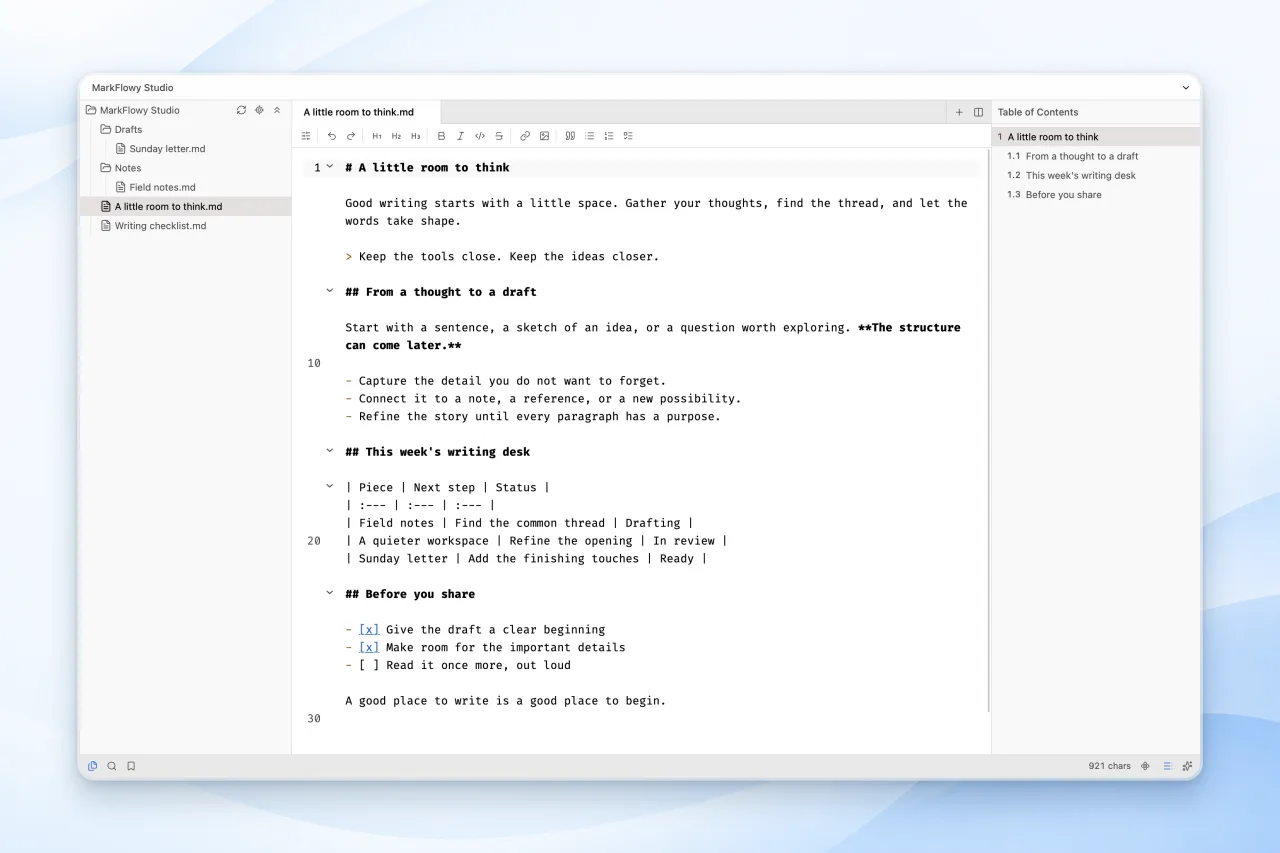 MarkFlowy Studio
MarkFlowy Studio
Drafts
Sunday letter.md
Notes
Field notes.md
A little room to think.md
Writing checklist.md
A little room to think.md
H1 H2 H3 B I S
1 # A little room to think
Good writing starts with a little space. Gather your thoughts, find the thread, and let the
words take shape.
> Keep the tools close. Keep the ideas closer.
## From a thought to a draft
Start with a sentence, a sketch of an idea, or a question worth exploring. **The structure
can come later.**
10
- Capture the detail you do not want to forget.
- Connect it to a note, a reference, or a new possibility.
- Refine the story until every paragraph has a purpose.
## This week's writing desk
| Piece | Next step | Status |
| :--- | :--- | :--- |
| Field notes | Find the common thread | Drafting |
20 | A quieter workspace | Refine the opening | In review |
| Sunday letter | Add the finishing touches | Ready |
## Before you share
- [x] Give the draft a clear beginning
- [x] Make room for the important details
- [ ] Read it once more, out loud
A good place to write is a good place to begin.
30
Table of Contents
1 A little room to think
1.1 From a thought to a draft
1.2 This week's writing desk
1.3 Before you share
921 chars